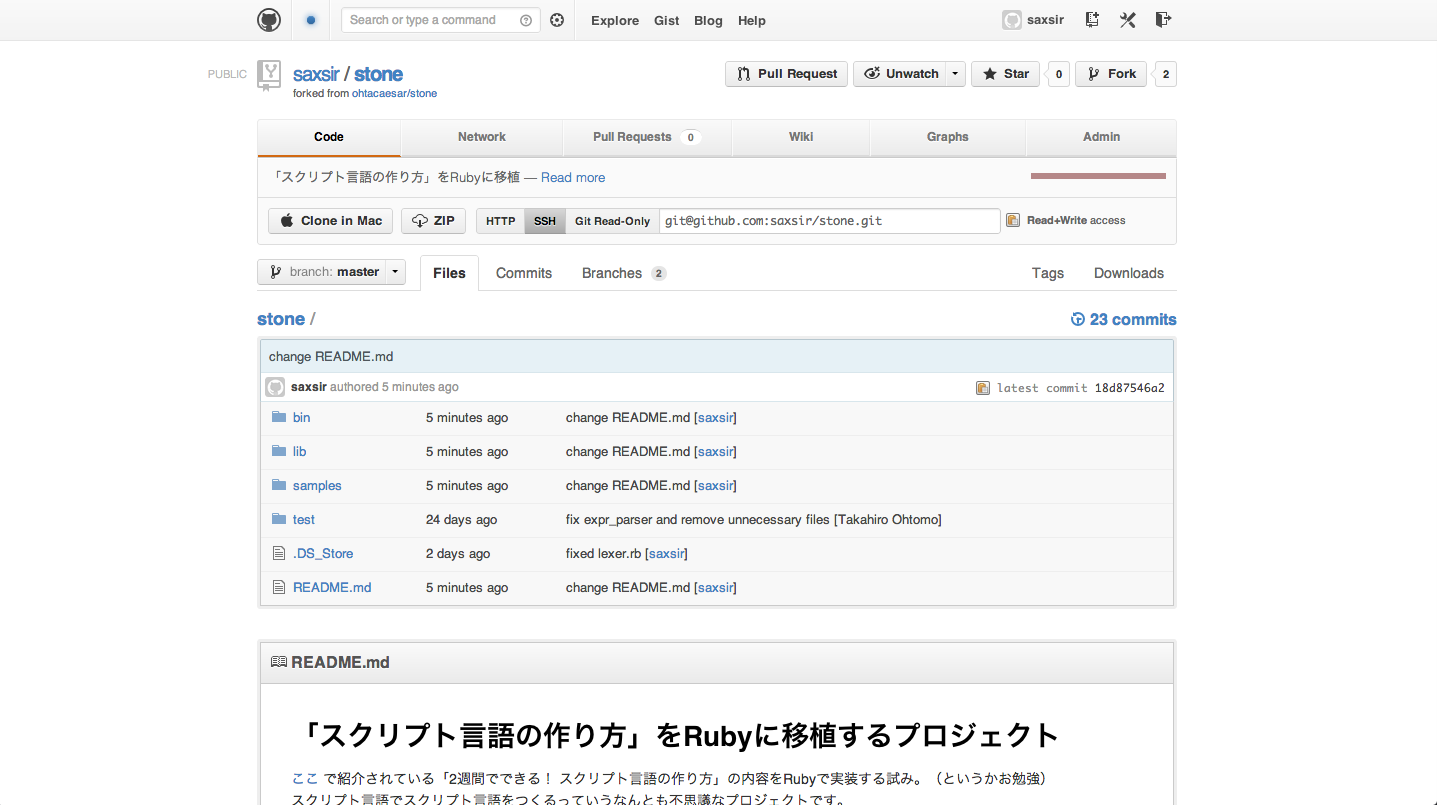 Search or type a command
Explore Gist Blog Help
saxsir
PUBLIC
saxsir / stone
forked from ohtacaesar/stone
Pull Request
Unwatch
Star 0
Fork 2
Code Network Pull Requests 0 Wiki Graphs Admin
「スクリプト言語の作り方」をRubyに移植 — Read more
Clone in Mac ZIP HTTP SSH Git Read-Only git@github.com:saxsir/stone.git Read+Write access
branch: master Files Commits Branches 2 Tags Downloads
stone / 23 commits
change README.md
saxsir authored 5 minutes ago latest commit 18d87546a2
bin 5 minutes ago change README.md [saxsir]
lib 5 minutes ago change README.md [saxsir]
samples 5 minutes ago change README.md [saxsir]
test 24 days ago fix expr_parser and remove unnecessary files [Takahiro Ohtomo]
.DS_Store 2 days ago fixed lexer.rb [saxsir]
README.md 5 minutes ago change README.md [saxsir]
README.md
「スクリプト言語の作り方」をRubyに移植するプロジェクト
ここ で紹介されている「2週間でできる！ スクリプト言語の作り方」の内容をRubyで実装する試み。（というかお勉強）
スクリプト言語でスクリプト言語をつくるっていうなんとも不思議なプロジェクトです。